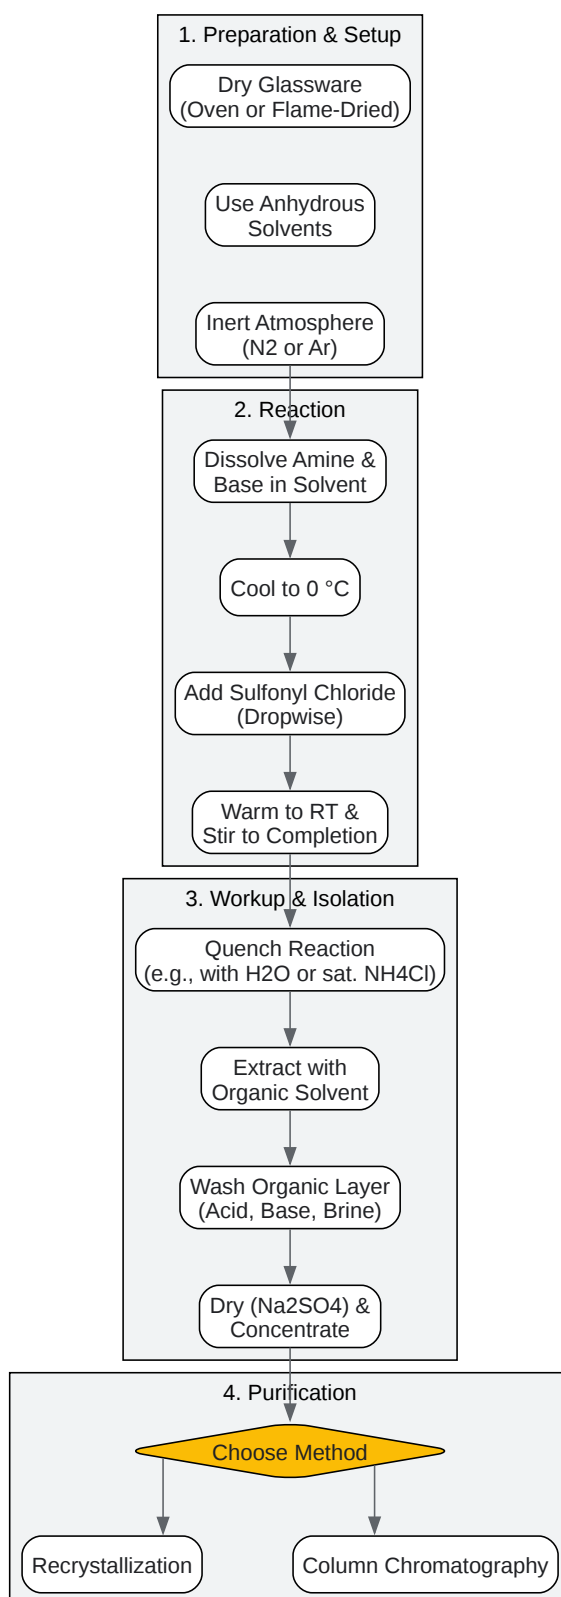 1. Preparation & Setup
Dry Glassware
(Oven or Flame-Dried)
Use Anhydrous
Solvents
Inert Atmosphere
(N2 or Ar)
2. Reaction
Dissolve Amine &
Base in Solvent
Cool to 0 °C
Add Sulfonyl Chloride
(Dropwise)
Warm to RT &
Stir to Completion
3. Workup & Isolation
Quench Reaction
(e.g., with H2O or sat. NH4Cl)
Extract with
Organic Solvent
Wash Organic Layer
(Acid, Base, Brine)
Dry (Na2SO4) &
Concentrate
4. Purification
Choose Method
Recrystallization
Column Chromatography